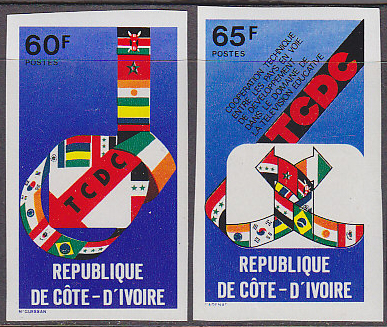 60F
POSTES
TCDC
REPUBLIQUE
DE CÔTE-D'IVOIRE
65F
POSTES
COOPERATION TECHNIQUE
ENTRE LES PAYS EN VOIE
DE DEVELOPPEMENT
DANS LE DOMAINE DE
LA TELEVISION EDUCATIVE
TCDC
REPUBLIQUE
DE CÔTE-D'IVOIRE